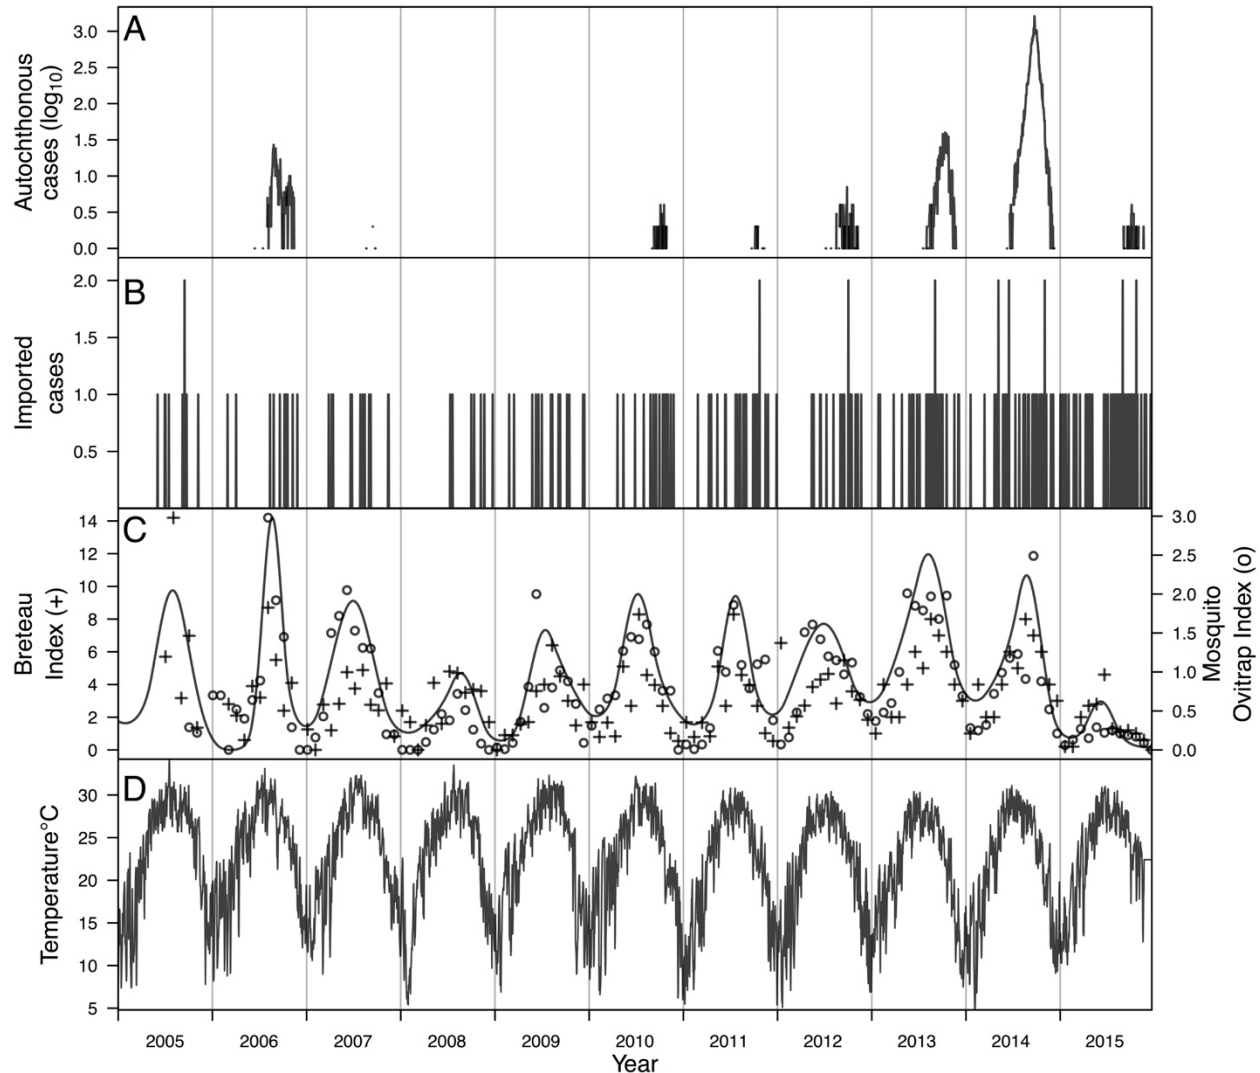 A
Autochthonous
cases (log10)
3.0
2.5
2.0
1.5
1.0
0.5
0.0
B
Imported
cases
2.0
1.5
1.0
0.5
C
Breteau
Index (+)
14
12
10
8
6
4
2
0
3.0
2.5
2.0
1.5
1.0
0.5
0.0
Mosquito
Ovitrap Index (o)
D
Temperature°C
30
25
20
15
10
5
2005 2006 2007 2008 2009 2010 2011 2012 2013 2014 2015
Year